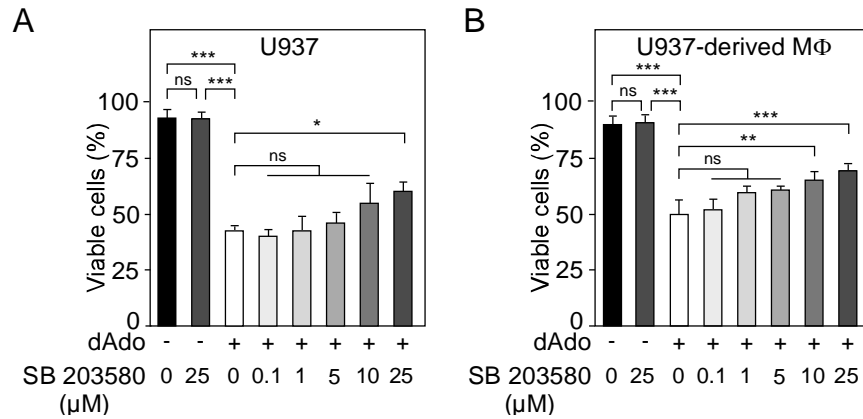 A
U937
***
ns
***
*
ns
Viable cells (%)
100
75
50
25
0
dAdo - - + + + + + +
SB 203580 0 25 0 0.1 1 5 10 25
(μM)
B
U937-derived MΦ
***
ns
***
***
**
ns
Viable cells (%)
100
75
50
25
0
dAdo - - + + + + + +
SB 203580 0 25 0 0.1 1 5 10 25
(μM)